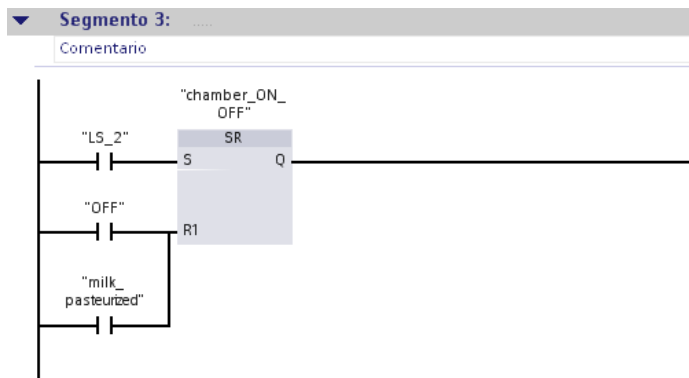 Segmento 3: .....
Comentario
"chamber_ON_
OFF"
"LS_2"
SR
S
Q
"OFF"
R1
"milk_
pasteurized"